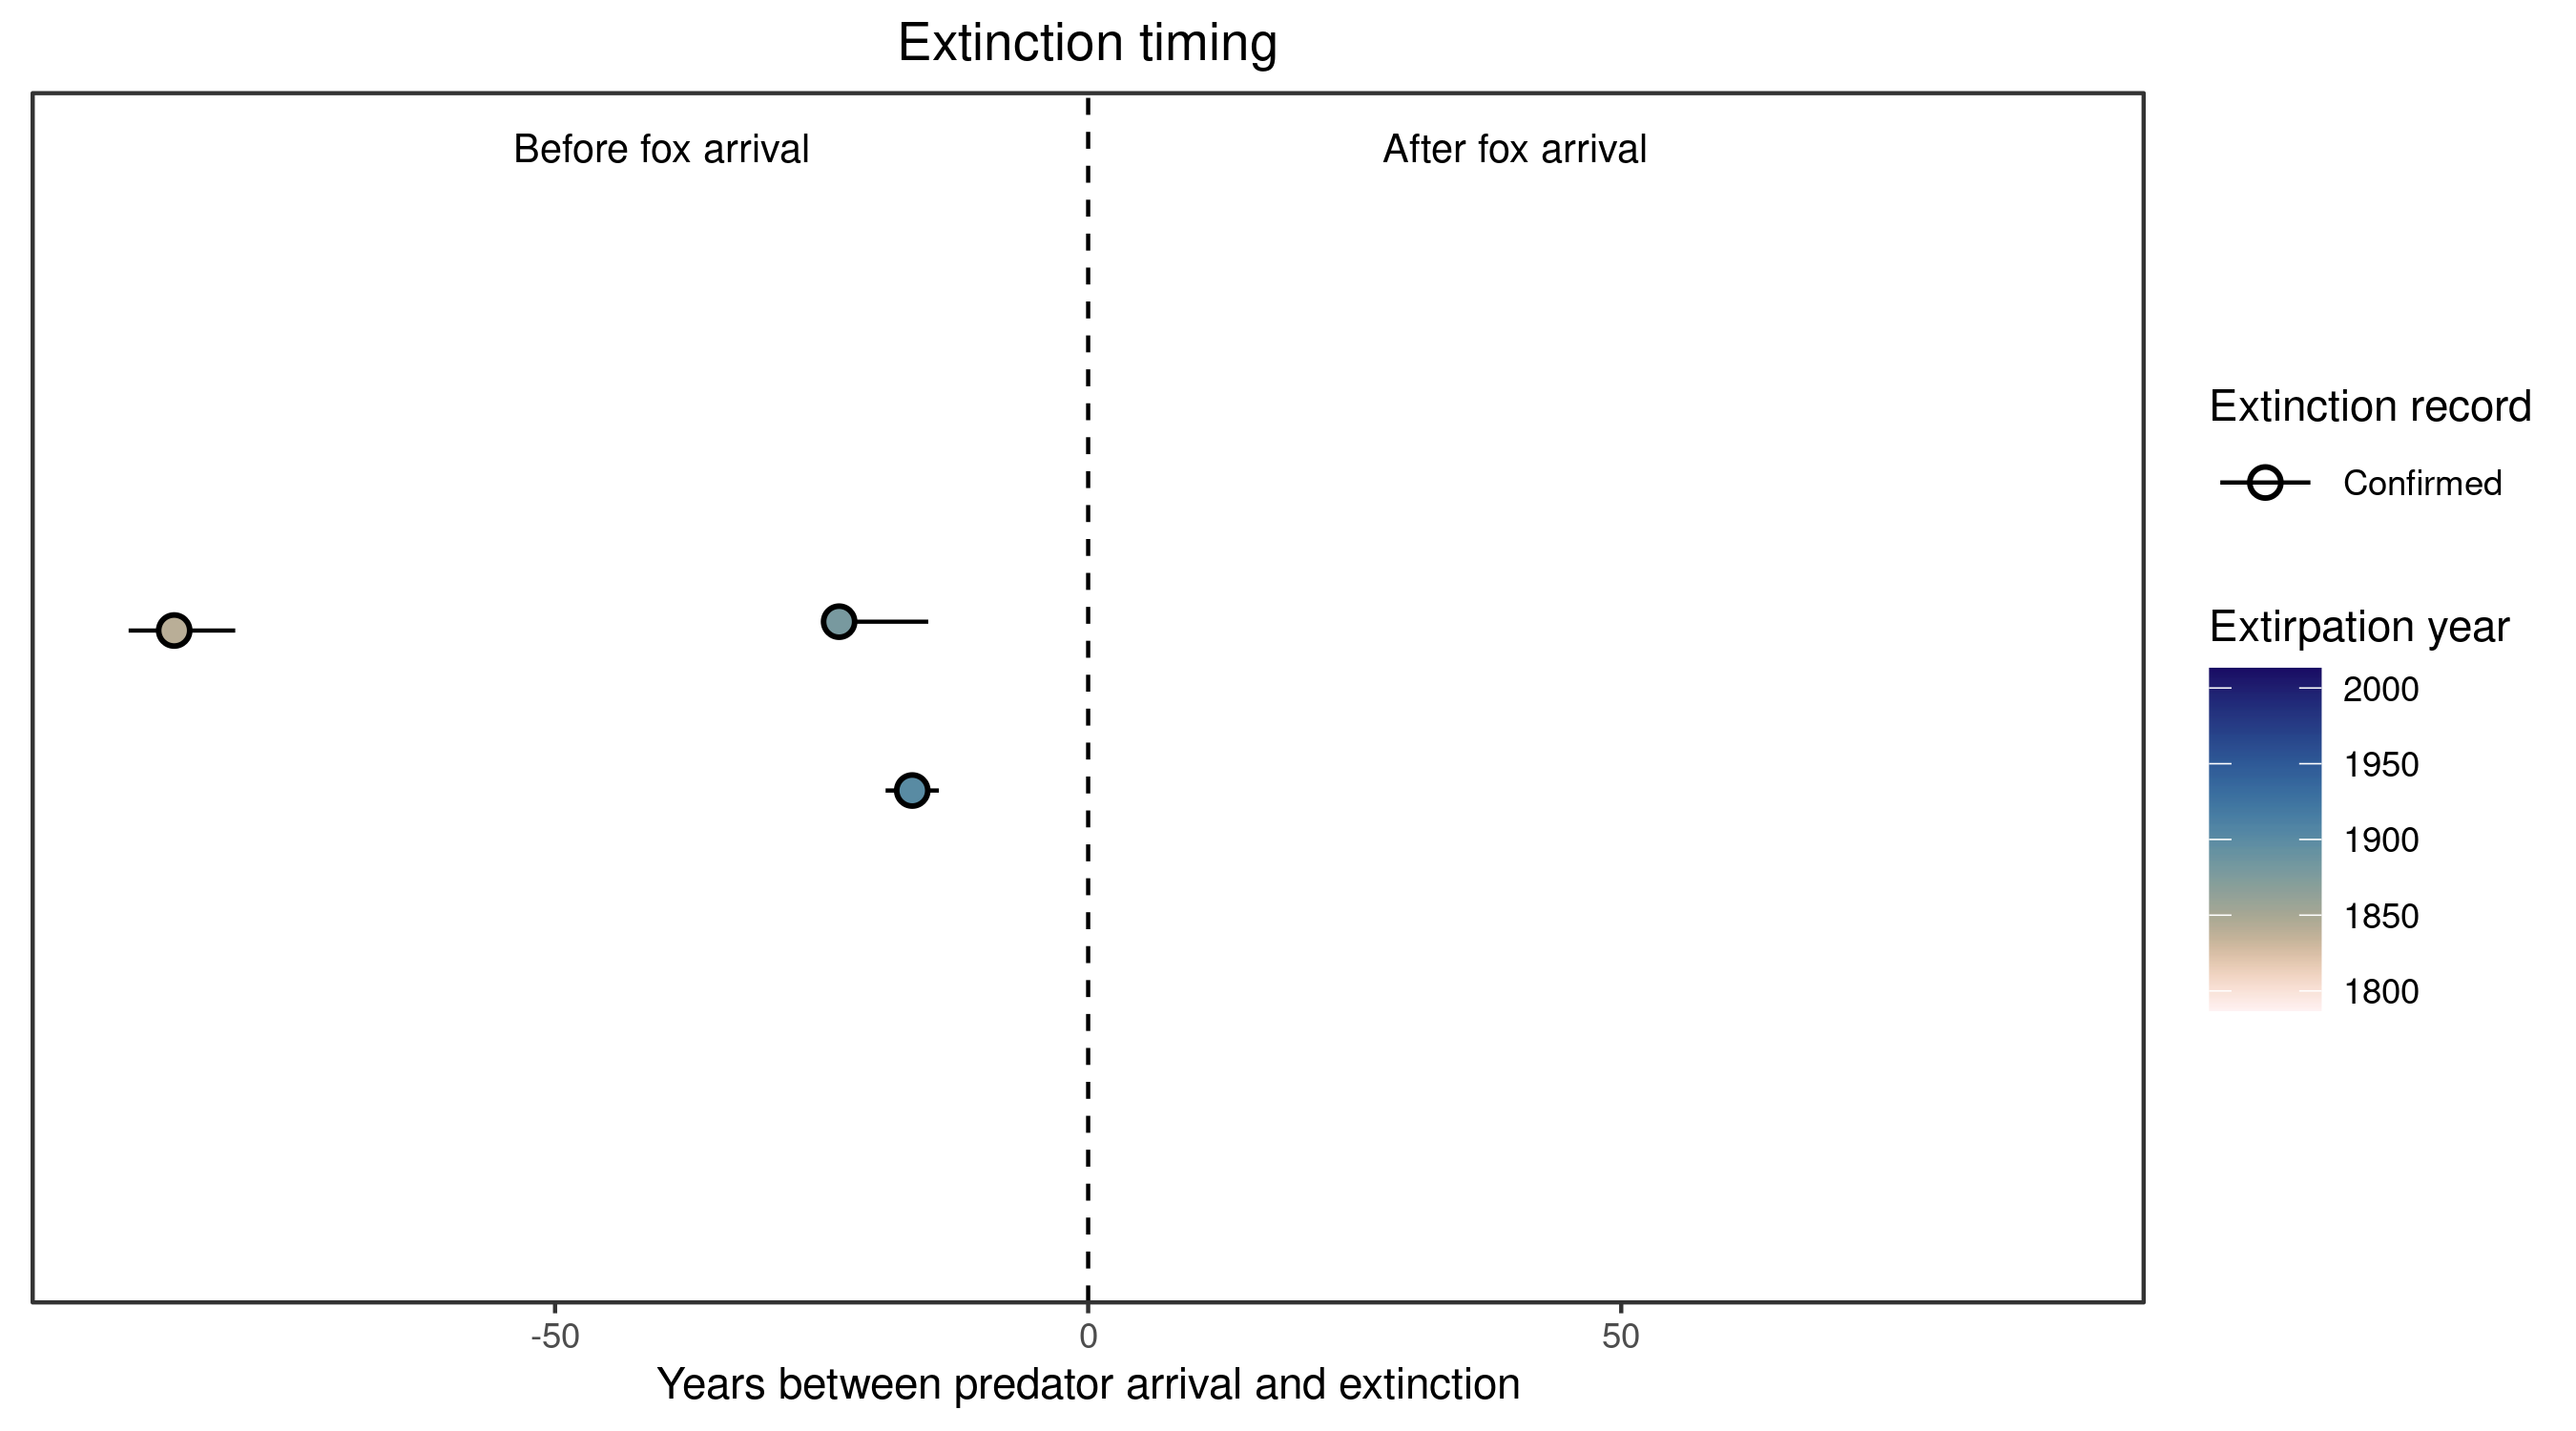 Extinction timing
Before fox arrival
After fox arrival
Extinction record
Confirmed
Extirpation year
2000
1950
1900
1850
1800
-50
0
50
Years between predator arrival and extinction